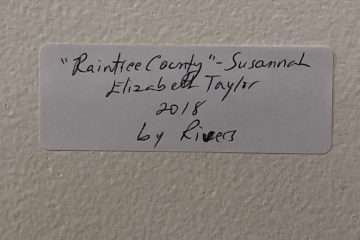 "Raintree County" - Susannah
Elizabeth Taylor
2018
by Rivers